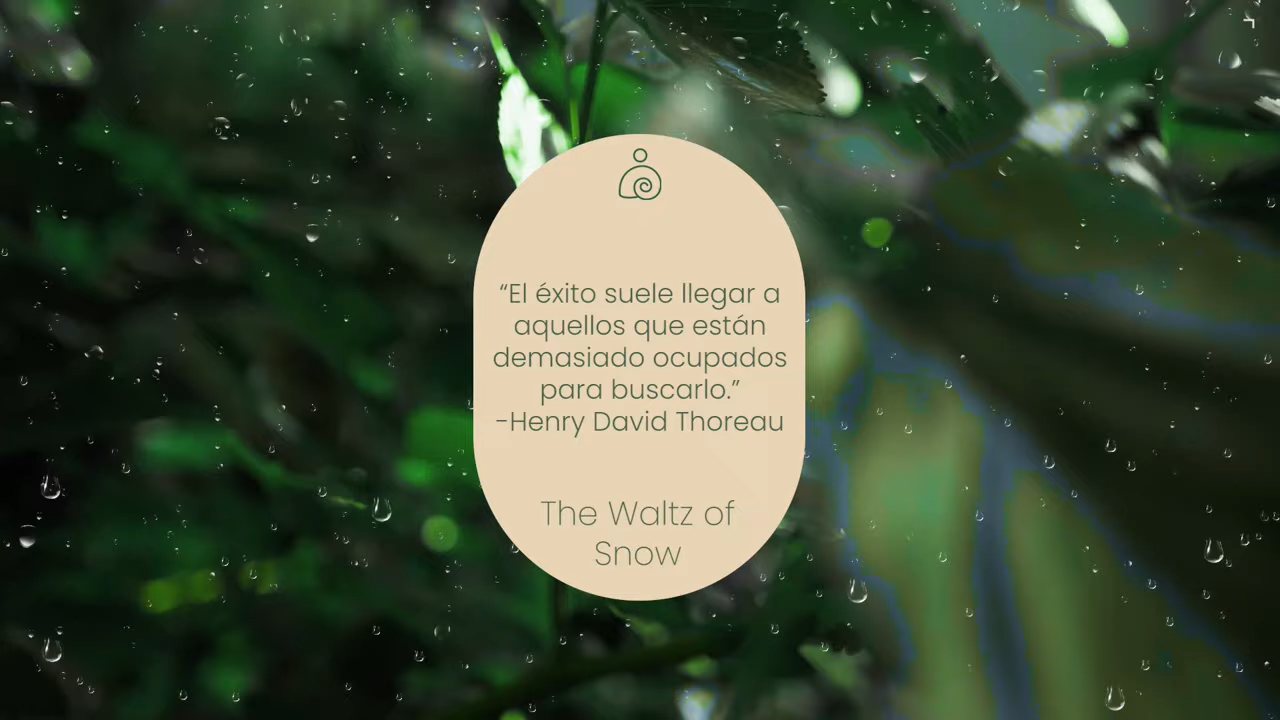 “El éxito suele llegar a
aquellos que están
demasiado ocupados
para buscarlo.”
-Henry David Thoreau
The Waltz of
Snow